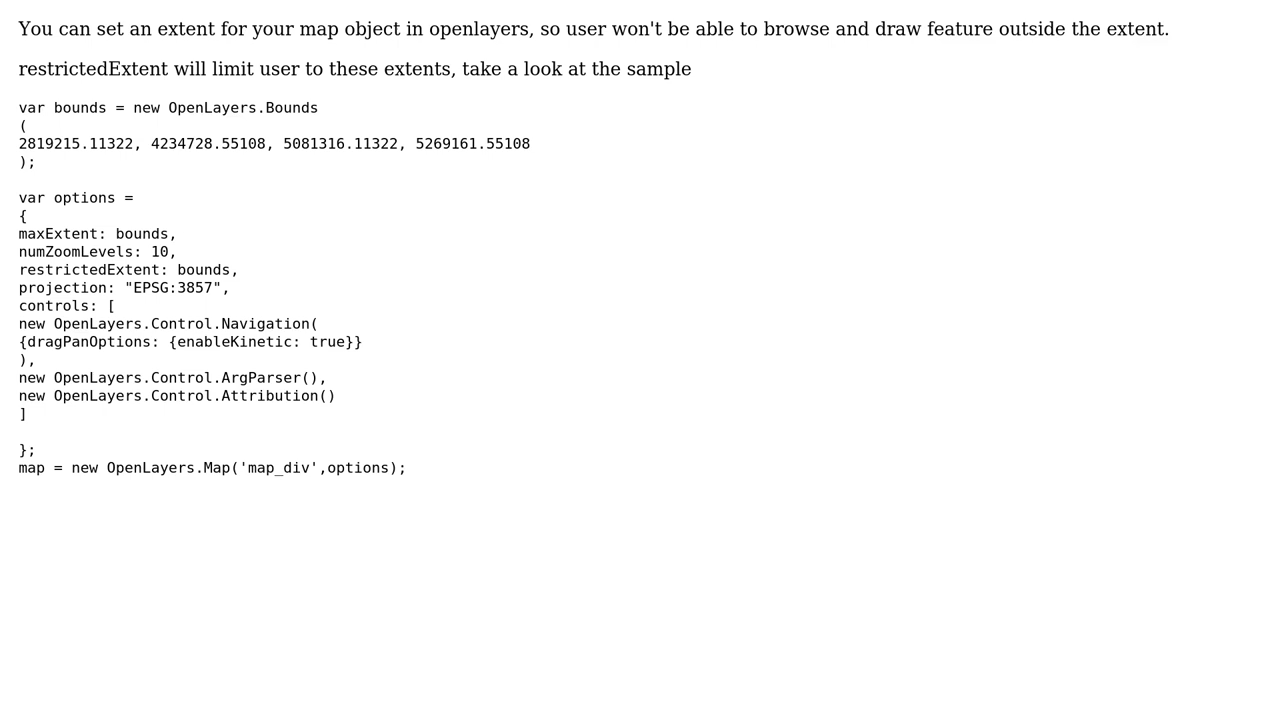 You can set an extent for your map object in openlayers, so user won't be able to browse and draw feature outside the extent.
restrictedExtent will limit user to these extents, take a look at the sample
var bounds = new OpenLayers.Bounds
(
2819215.11322, 4234728.55108, 5081316.11322, 5269161.55108
);
var options =
{
maxExtent: bounds,
numZoomLevels: 10,
restrictedExtent: bounds,
projection: "EPSG:3857",
controls: [
new OpenLayers.Control.Navigation(
{dragPanOptions: {enableKinetic: true}}
),
new OpenLayers.Control.ArgParser(),
new OpenLayers.Control.Attribution()
]
};
map = new OpenLayers.Map('map_div',options);